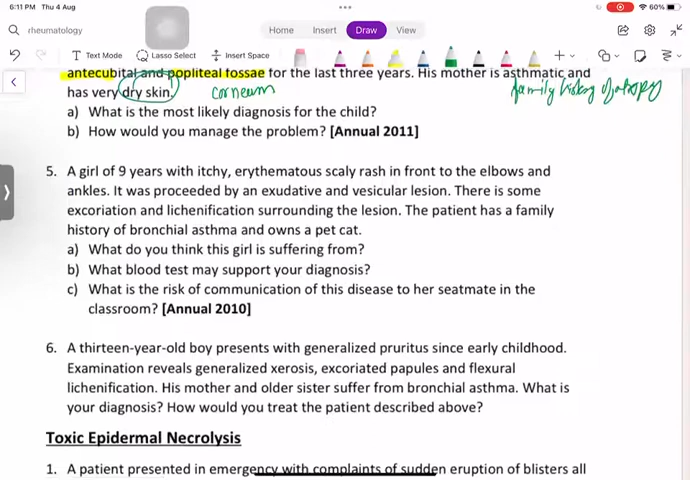 6:11 PM Thu 4 Aug
60%
rheumatology
Home Insert Draw View
Text Mode Lasso Select Insert Space
antecubital and popliteal fossae for the last three years. His mother is asthmatic and
has very dry skin. corneum family history of atopy
a) What is the most likely diagnosis for the child?
b) How would you manage the problem? [Annual 2011]
5. A girl of 9 years with itchy, erythematous scaly rash in front to the elbows and
ankles. It was proceeded by an exudative and vesicular lesion. There is some
excoriation and lichenification surrounding the lesion. The patient has a family
history of bronchial asthma and owns a pet cat.
a) What do you think this girl is suffering from?
b) What blood test may support your diagnosis?
c) What is the risk of communication of this disease to her seatmate in the
classroom? [Annual 2010]
6. A thirteen-year-old boy presents with generalized pruritus since early childhood.
Examination reveals generalized xerosis, excoriated papules and flexural
lichenification. His mother and older sister suffer from bronchial asthma. What is
your diagnosis? How would you treat the patient described above?
Toxic Epidermal Necrolysis
1. A patient presented in emergency with complaints of sudden eruption of blisters all